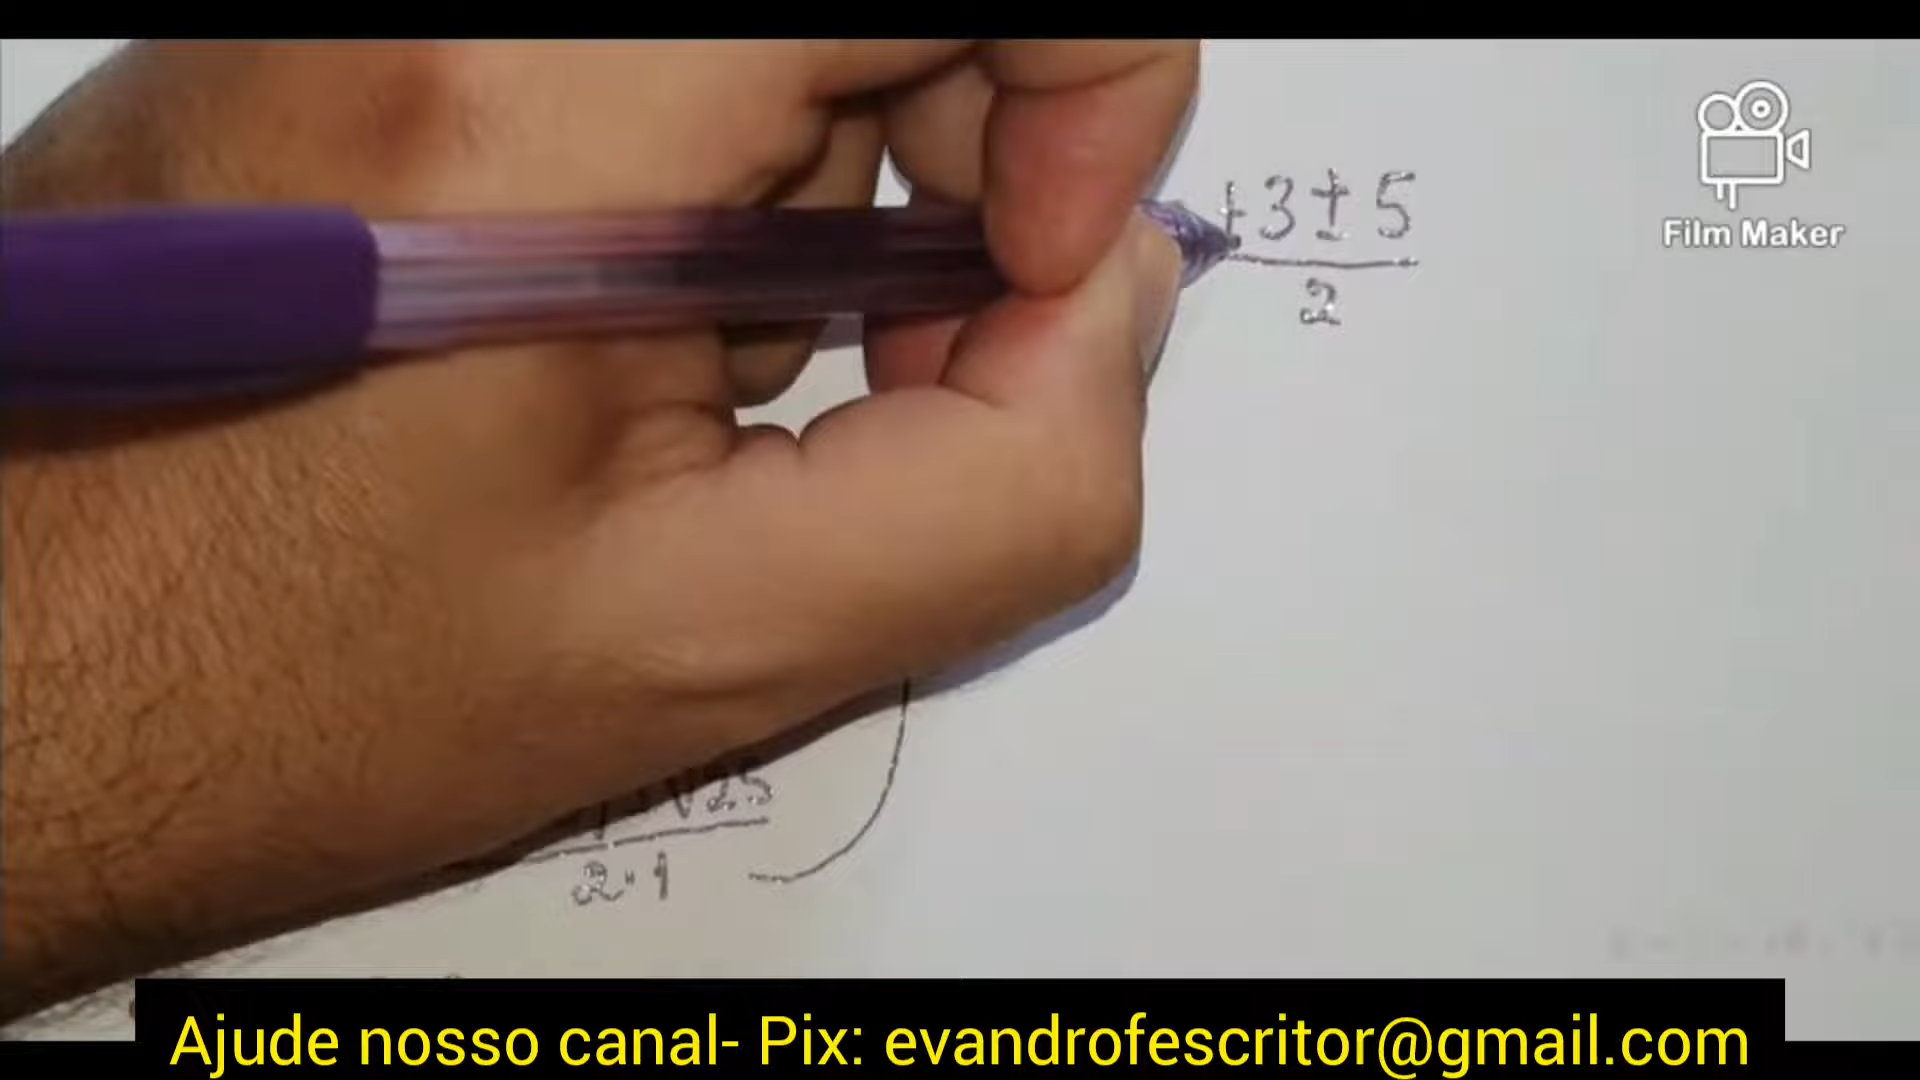 +3 ± 5
2
Film Maker
√25
2·1
Ajude nosso canal- Pix: evandrofescritor@gmail.com